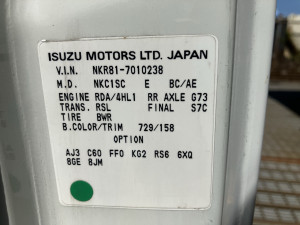 ISUZU MOTORS LTD. JAPAN
V.I.N. NKR81-7010238
M.D. NKC1SC E BC/AE
ENGINE RDA/4HL1 RR AXLE G73
TRANS. RSL FINAL S7C
TIRE BWR
B.COLOR/TRIM 729/158
OPTION
AJ3 C60 FF0 KG2 RS6 6XQ
8GE 8JM